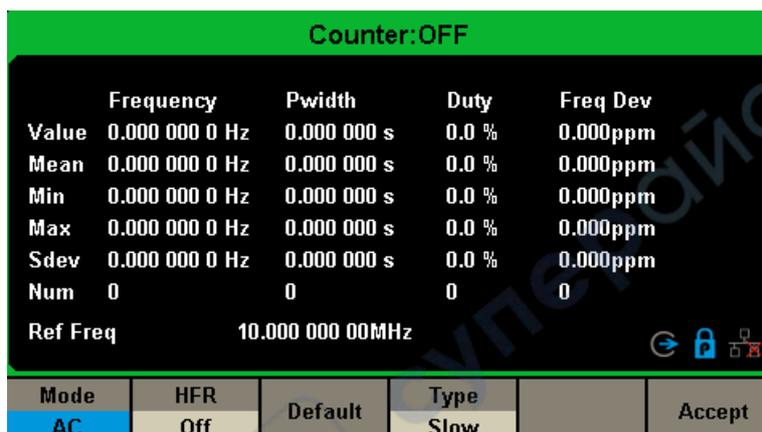 Counter:OFF
Frequency Pwidth Duty Freq Dev
Value 0.000 000 0 Hz 0.000 000 s 0.0 % 0.000ppm
Mean 0.000 000 0 Hz 0.000 000 s 0.0 % 0.000ppm
Min 0.000 000 0 Hz 0.000 000 s 0.0 % 0.000ppm
Max 0.000 000 0 Hz 0.000 000 s 0.0 % 0.000ppm
Sdev 0.000 000 0 Hz 0.000 000 s 0.0 % 0.000ppm
Num 0 0 0 0
Ref Freq 10.000 000 00MHz
P
Mode HFR Default Type Accept
AC Off Slow